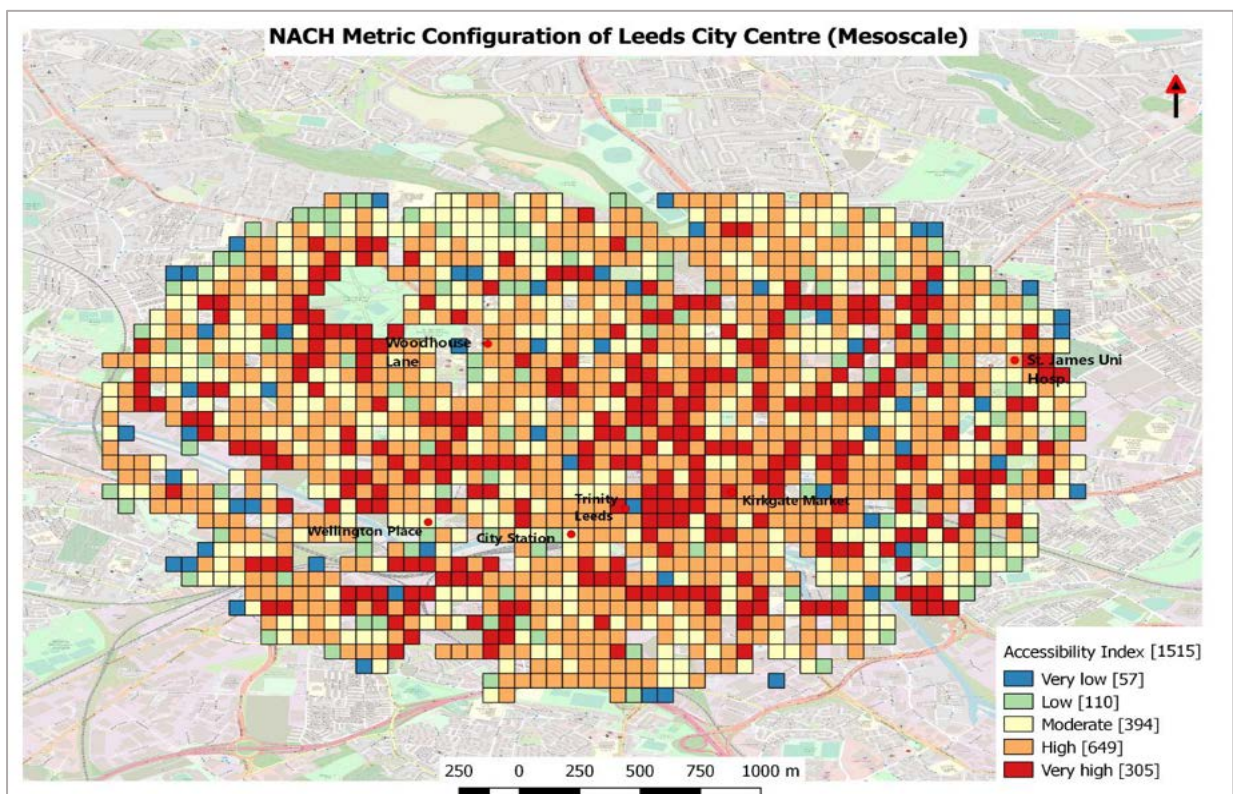 NACH Metric Configuration of Leeds City Centre (Mesoscale)
Woodhouse
Lane
St. James Uni
Hosp
Trinity
Leeds
Kirkgate Market
Wellington Place
City Station
Accessibility Index [1515]
Very low [57]
Low [110]
Moderate [394]
High [649]
Very high [305]
250 0 250 500 750 1000 m